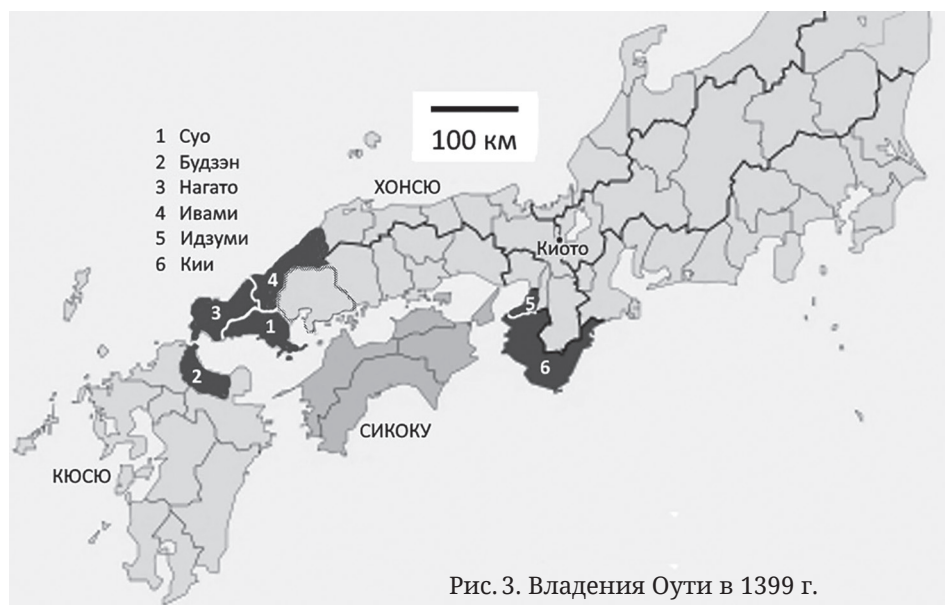 100 км
1 Суо
2 Будзэн
3 Нагато
4 Ивами
5 Идзуми
6 Кии
ХОНСЮ
Киото
4
5
3
1
6
2
СИКОКУ
КЮСЮ
Рис. 3. Владения Оути в 1399 г.